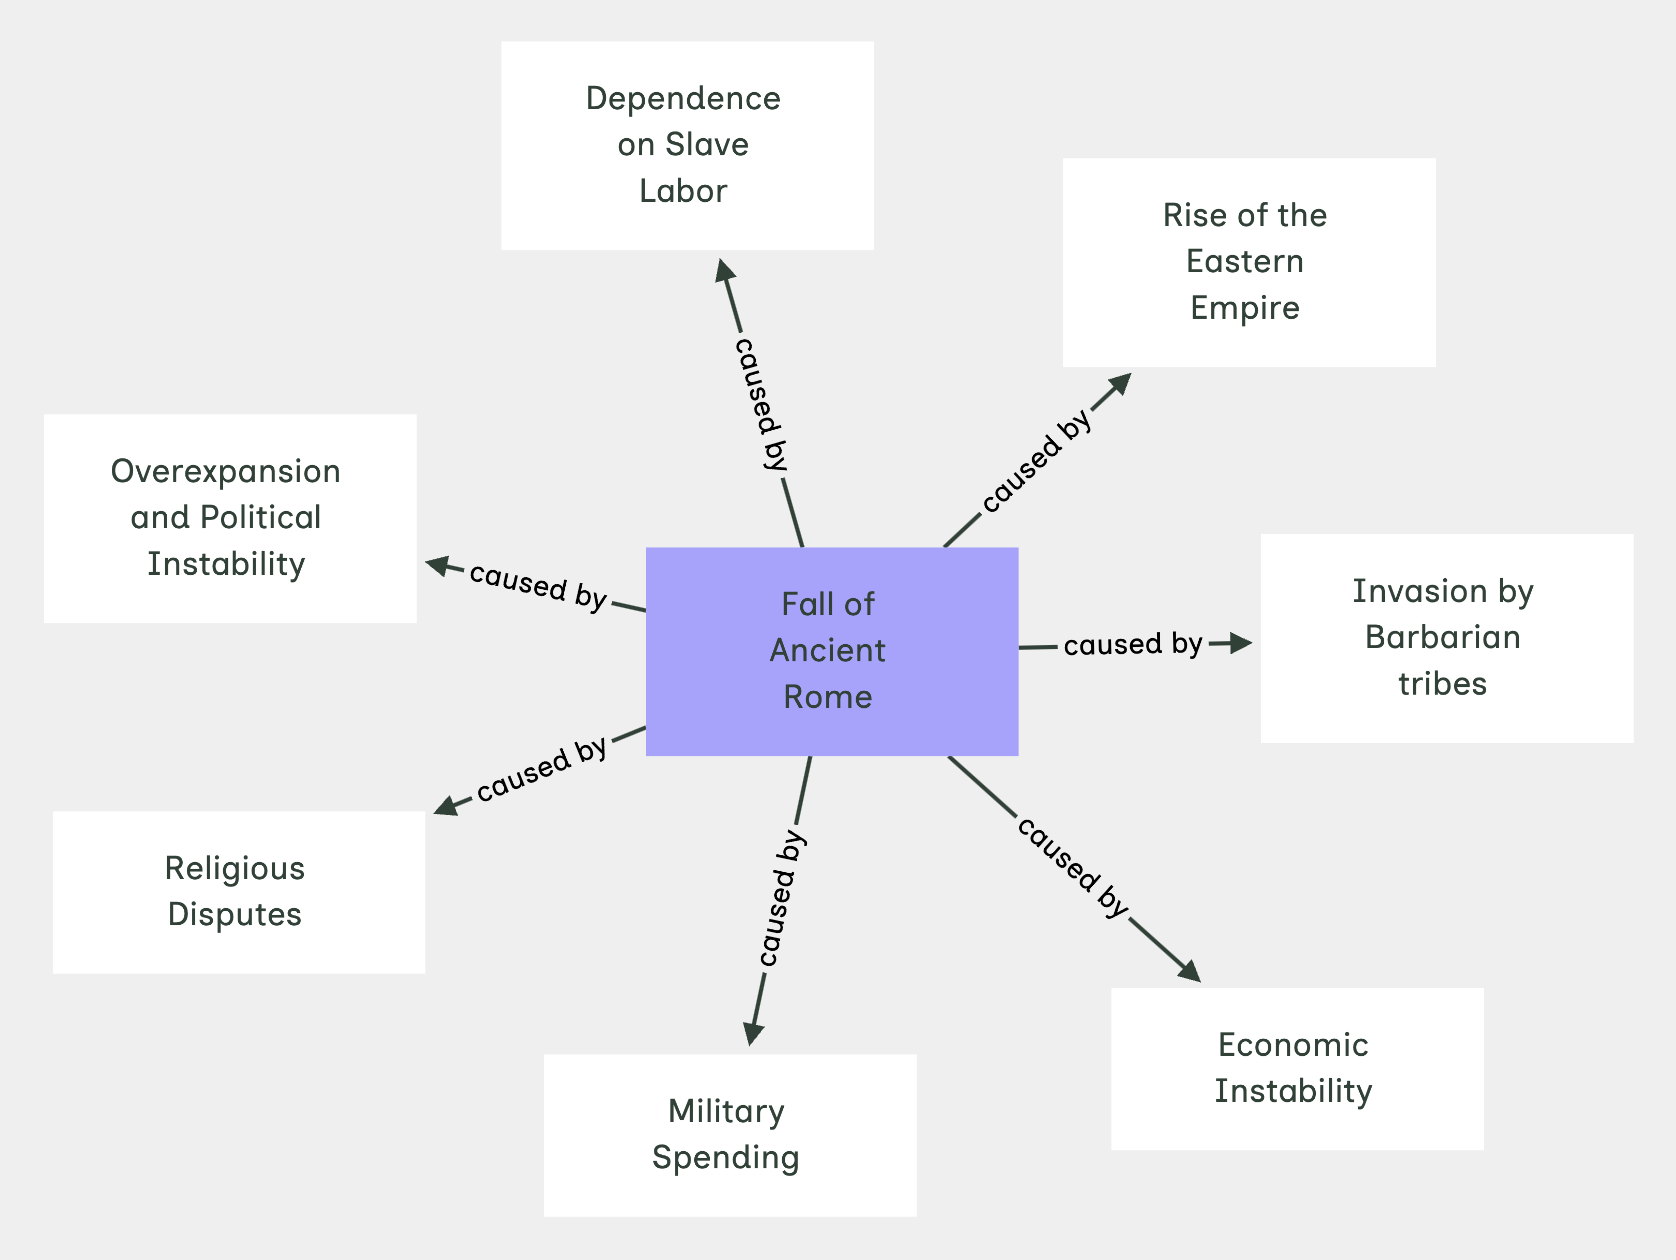 Dependence
on Slave
Labor
Rise of the
Eastern
Empire
caused by
caused by
Overexpansion
and Political
Instability
caused by
Fall of
Ancient
Rome
caused by
Invasion by
Barbarian
tribes
caused by
Religious
Disputes
caused by
caused by
Military
Spending
Economic
Instability